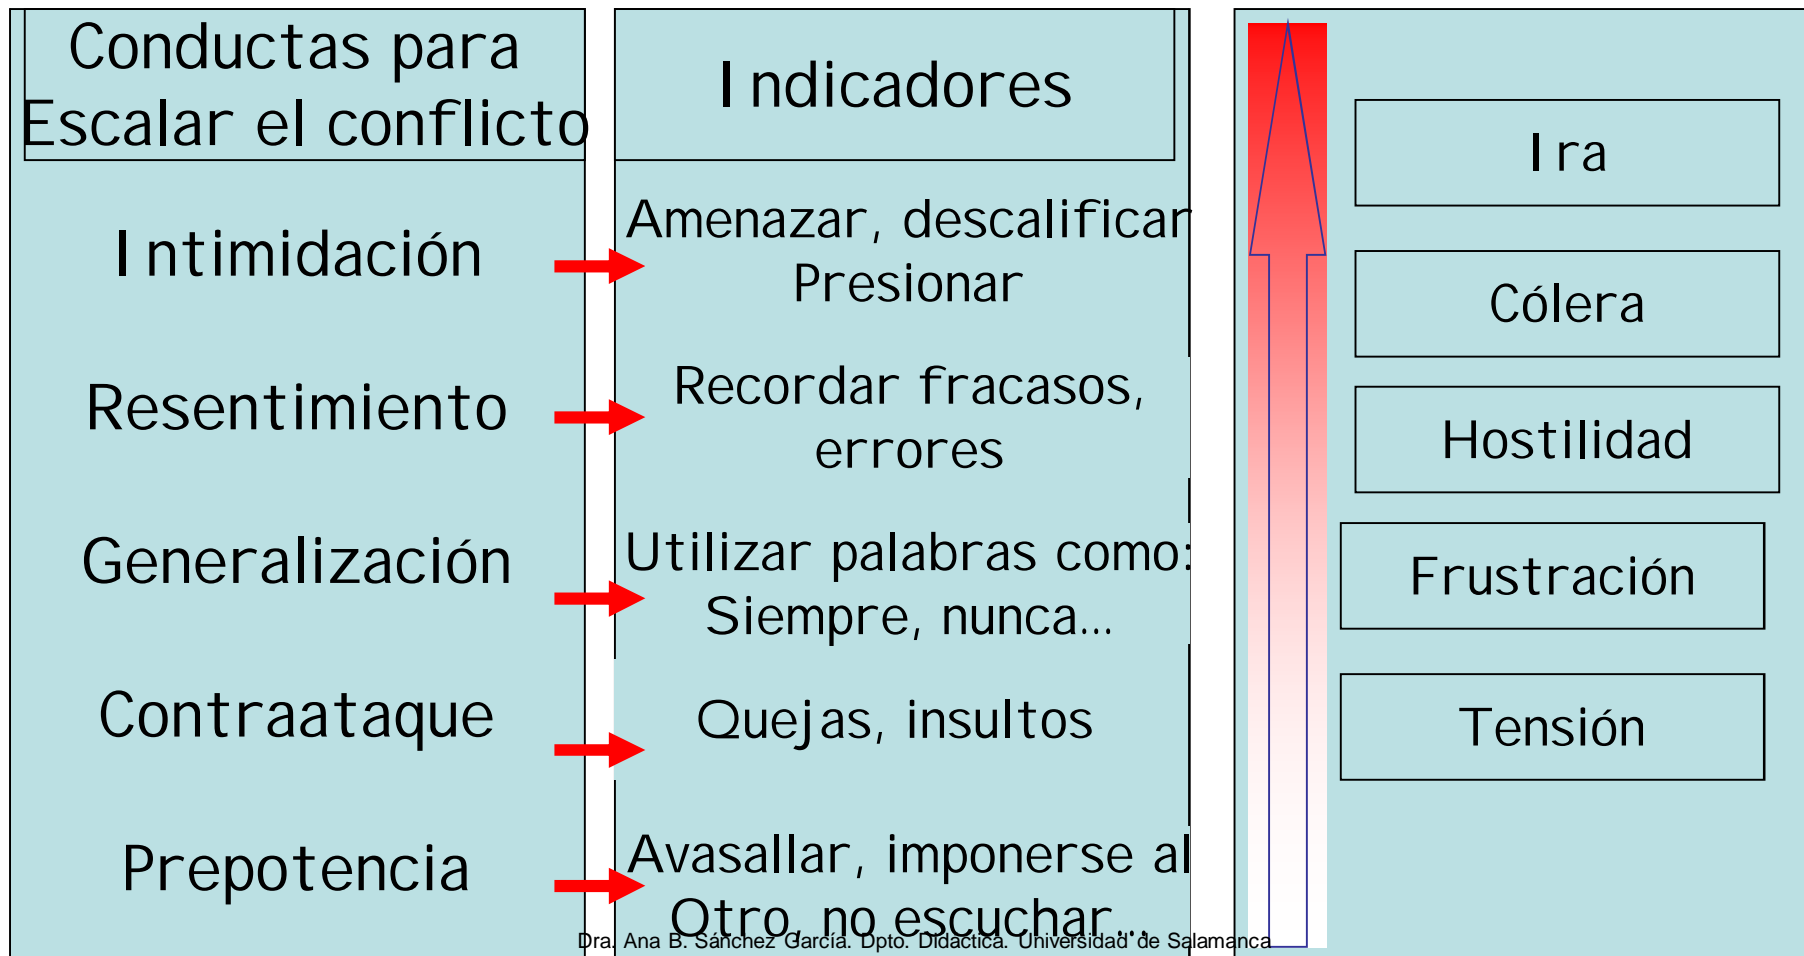 Conductas para
Escalar el conflicto
Intimidación
Resentimiento
Generalización
Contraataque
Prepotencia
Indicadores
Amenazar, descalificar
Presionar
Recordar fracasos,
errores
Utilizar palabras como:
Siempre, nunca...
Quejas, insultos
Avasallar, imponerse al
Otro, no escuchar...
Ira
Cólera
Hostilidad
Frustración
Tensión
Dra. Ana B. Sánchez García. Dpto. Didáctica. Universidad de Salamanca